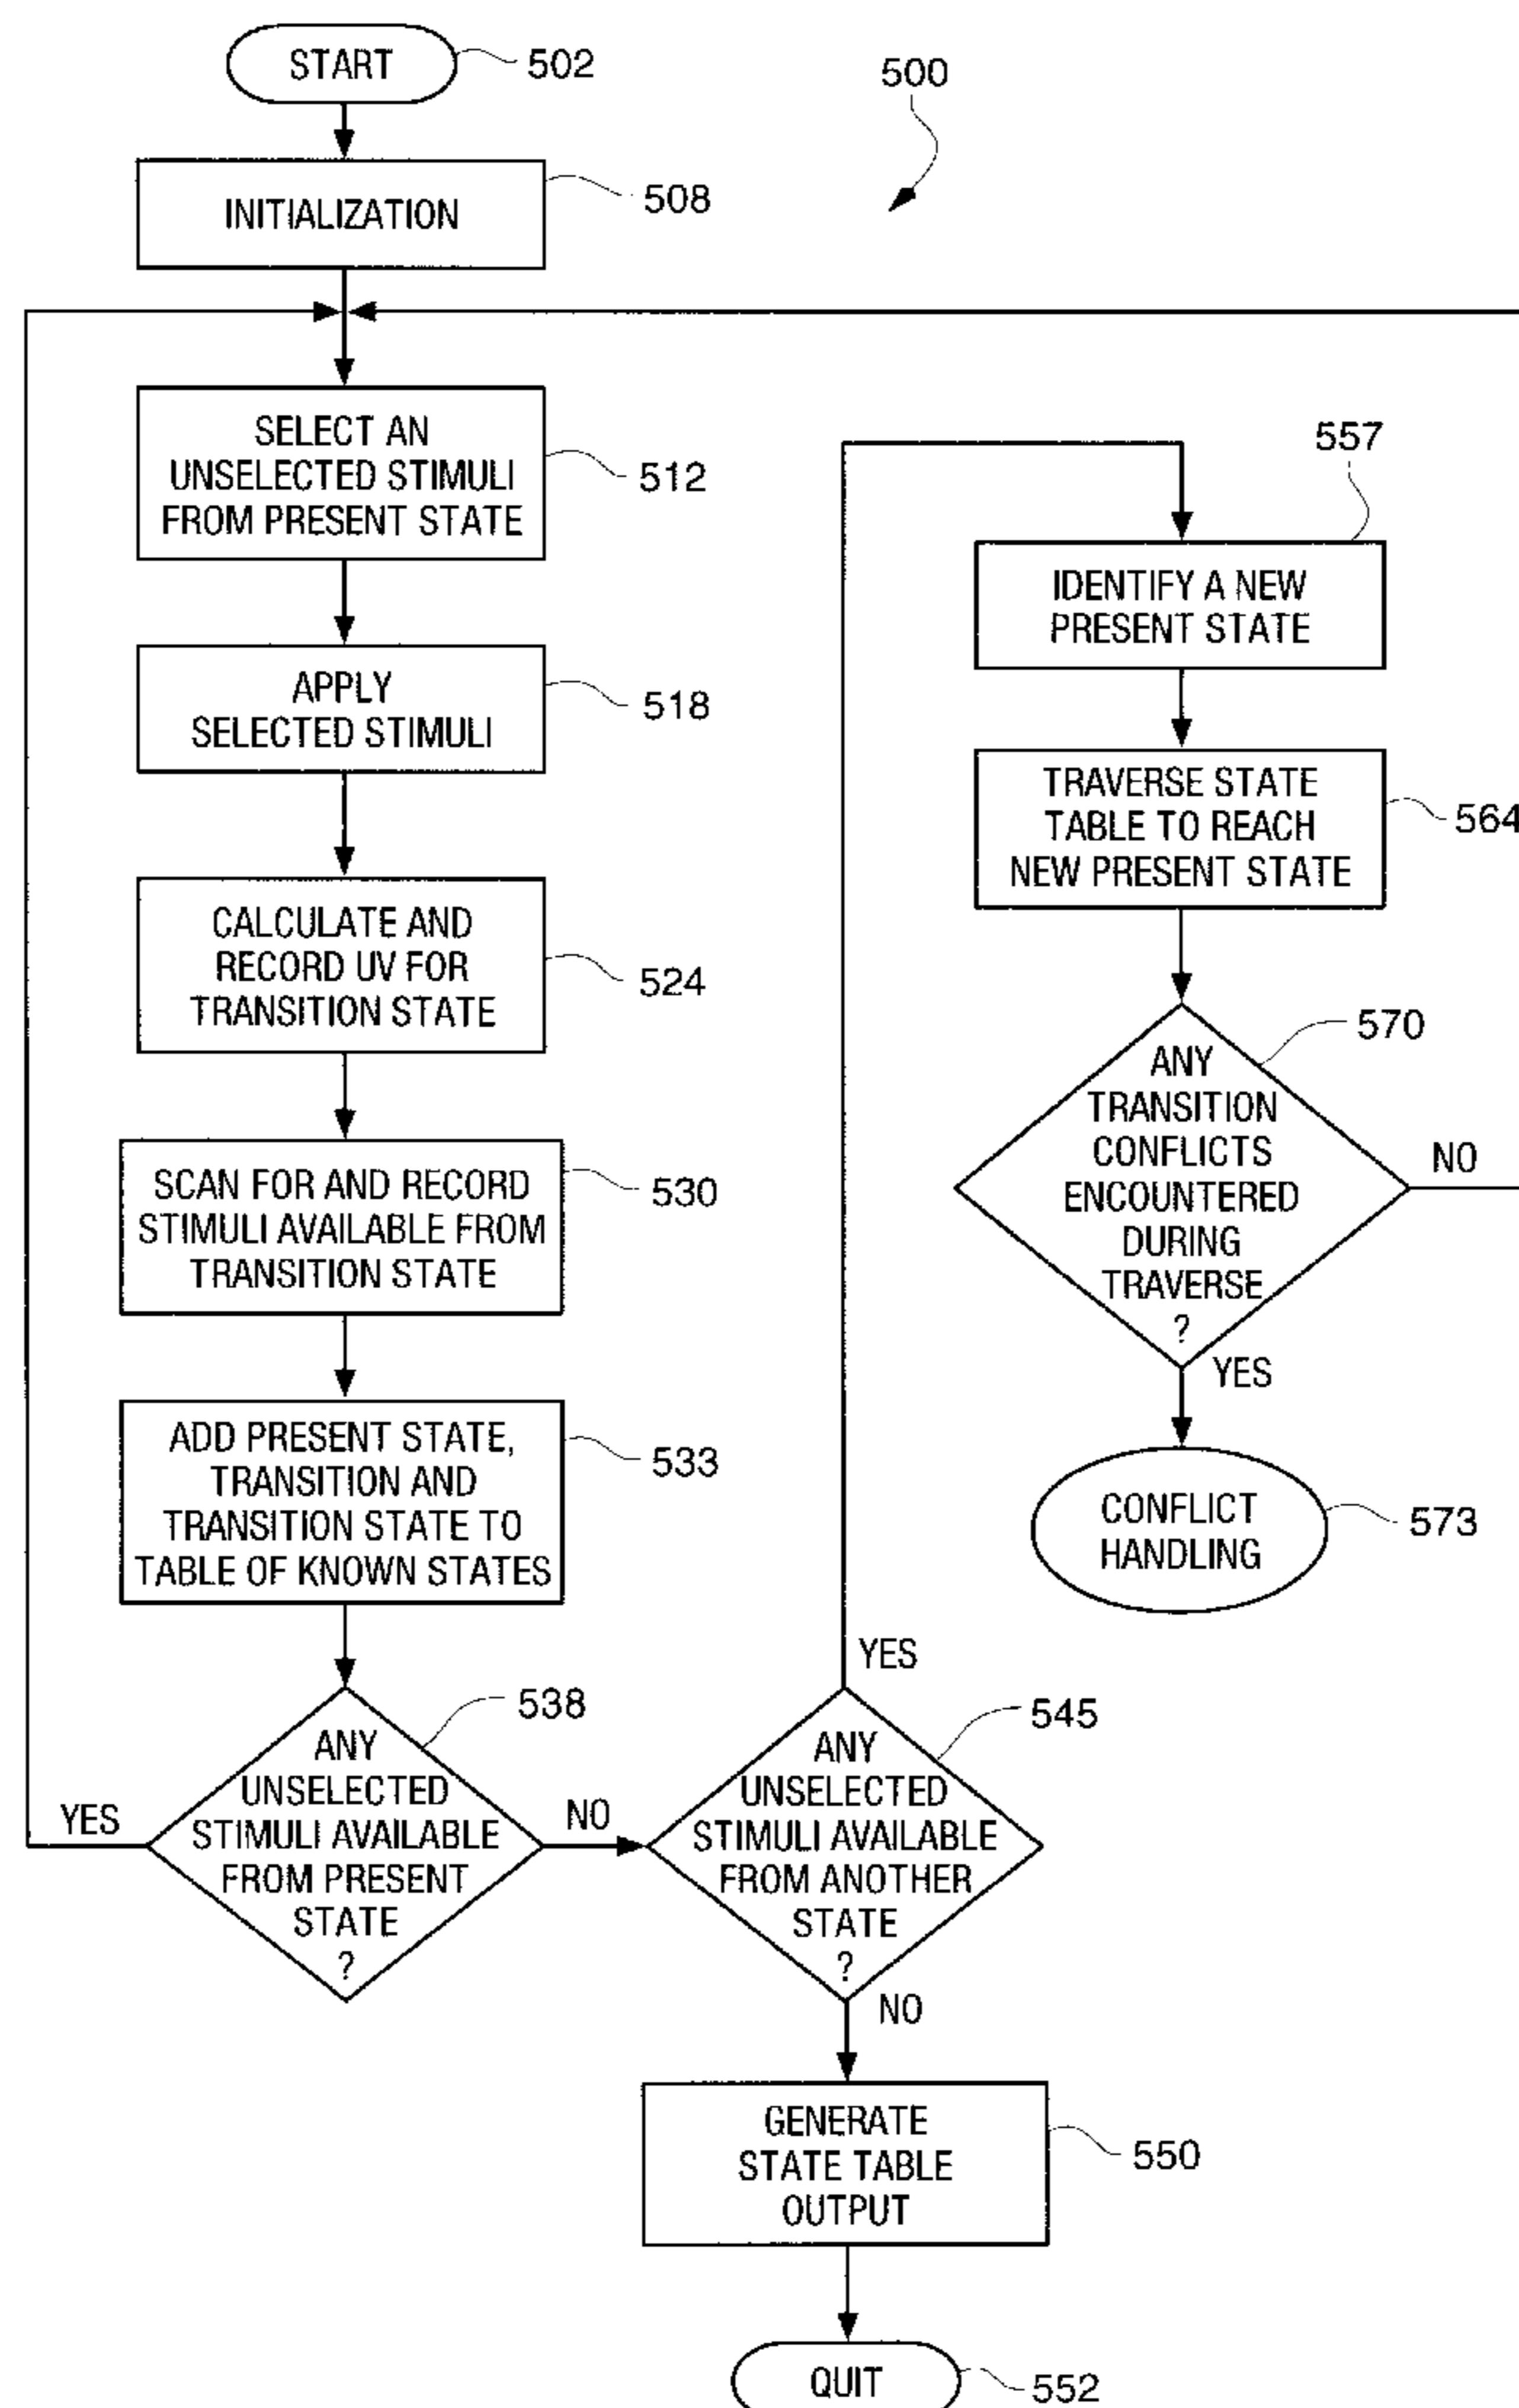 START
502
500
INITIALIZATION
508
SELECT AN
UNSELECTED STIMULI
FROM PRESENT STATE
512
APPLY
SELECTED STIMULI
518
CALCULATE AND
RECORD UV FOR
TRANSITION STATE
524
SCAN FOR AND RECORD
STIMULI AVAILABLE FROM
TRANSITION STATE
530
ADD PRESENT STATE,
TRANSITION AND
TRANSITION STATE TO
TABLE OF KNOWN STATES
533
ANY
UNSELECTED
STIMULI AVAILABLE
FROM PRESENT
STATE
?
538
YES
NO
ANY
UNSELECTED
STIMULI AVAILABLE
FROM ANOTHER
STATE
?
545
YES
NO
GENERATE
STATE TABLE
OUTPUT
550
QUIT
552
557
IDENTIFY A NEW
PRESENT STATE
TRAVERSE STATE
TABLE TO REACH
NEW PRESENT STATE
564
ANY
TRANSITION
CONFLICTS
ENCOUNTERED
DURING
TRAVERSE
?
570
NO
YES
CONFLICT
HANDLING
573